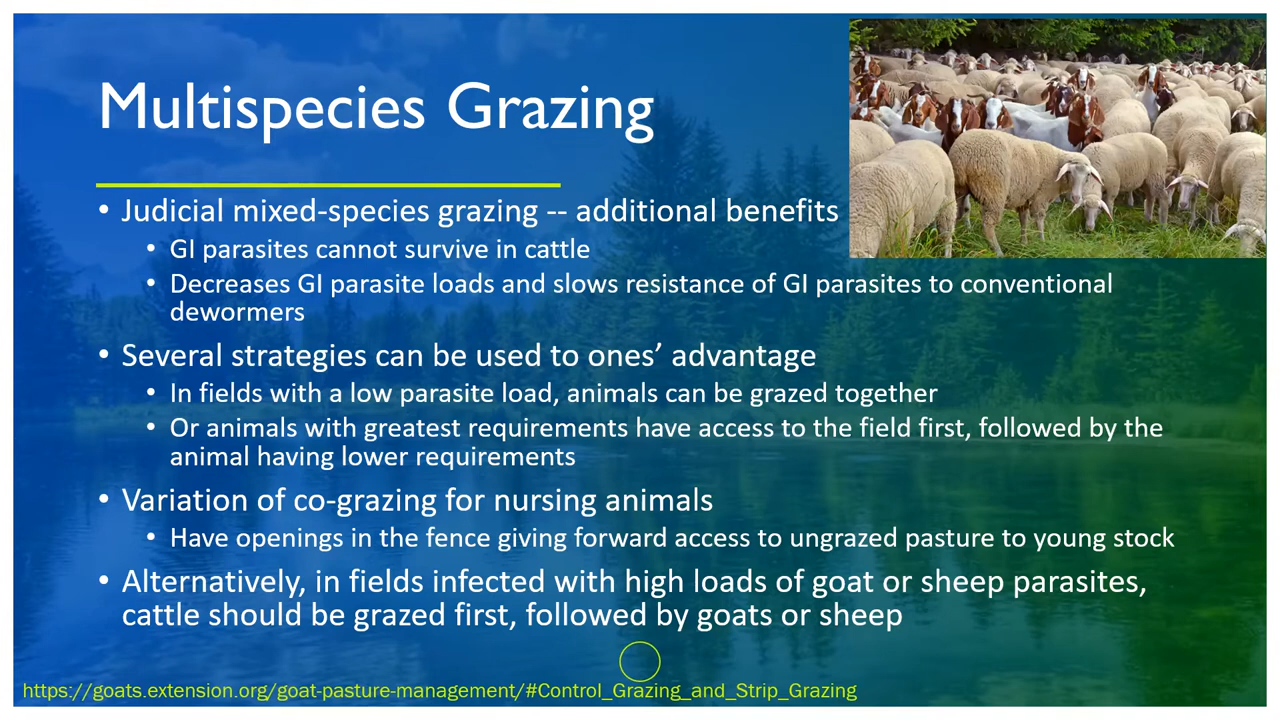 Multispecies Grazing
• Judicial mixed-species grazing -- additional benefits
• GI parasites cannot survive in cattle
• Decreases GI parasite loads and slows resistance of GI parasites to conventional
dewormers
• Several strategies can be used to ones’ advantage
• In fields with a low parasite load, animals can be grazed together
• Or animals with greatest requirements have access to the field first, followed by the
animal having lower requirements
• Variation of co-grazing for nursing animals
• Have openings in the fence giving forward access to ungrazed pasture to young stock
• Alternatively, in fields infected with high loads of goat or sheep parasites,
cattle should be grazed first, followed by goats or sheep
https://goats.extension.org/goat-pasture-management/#Control_Grazing_and_Strip_Grazing